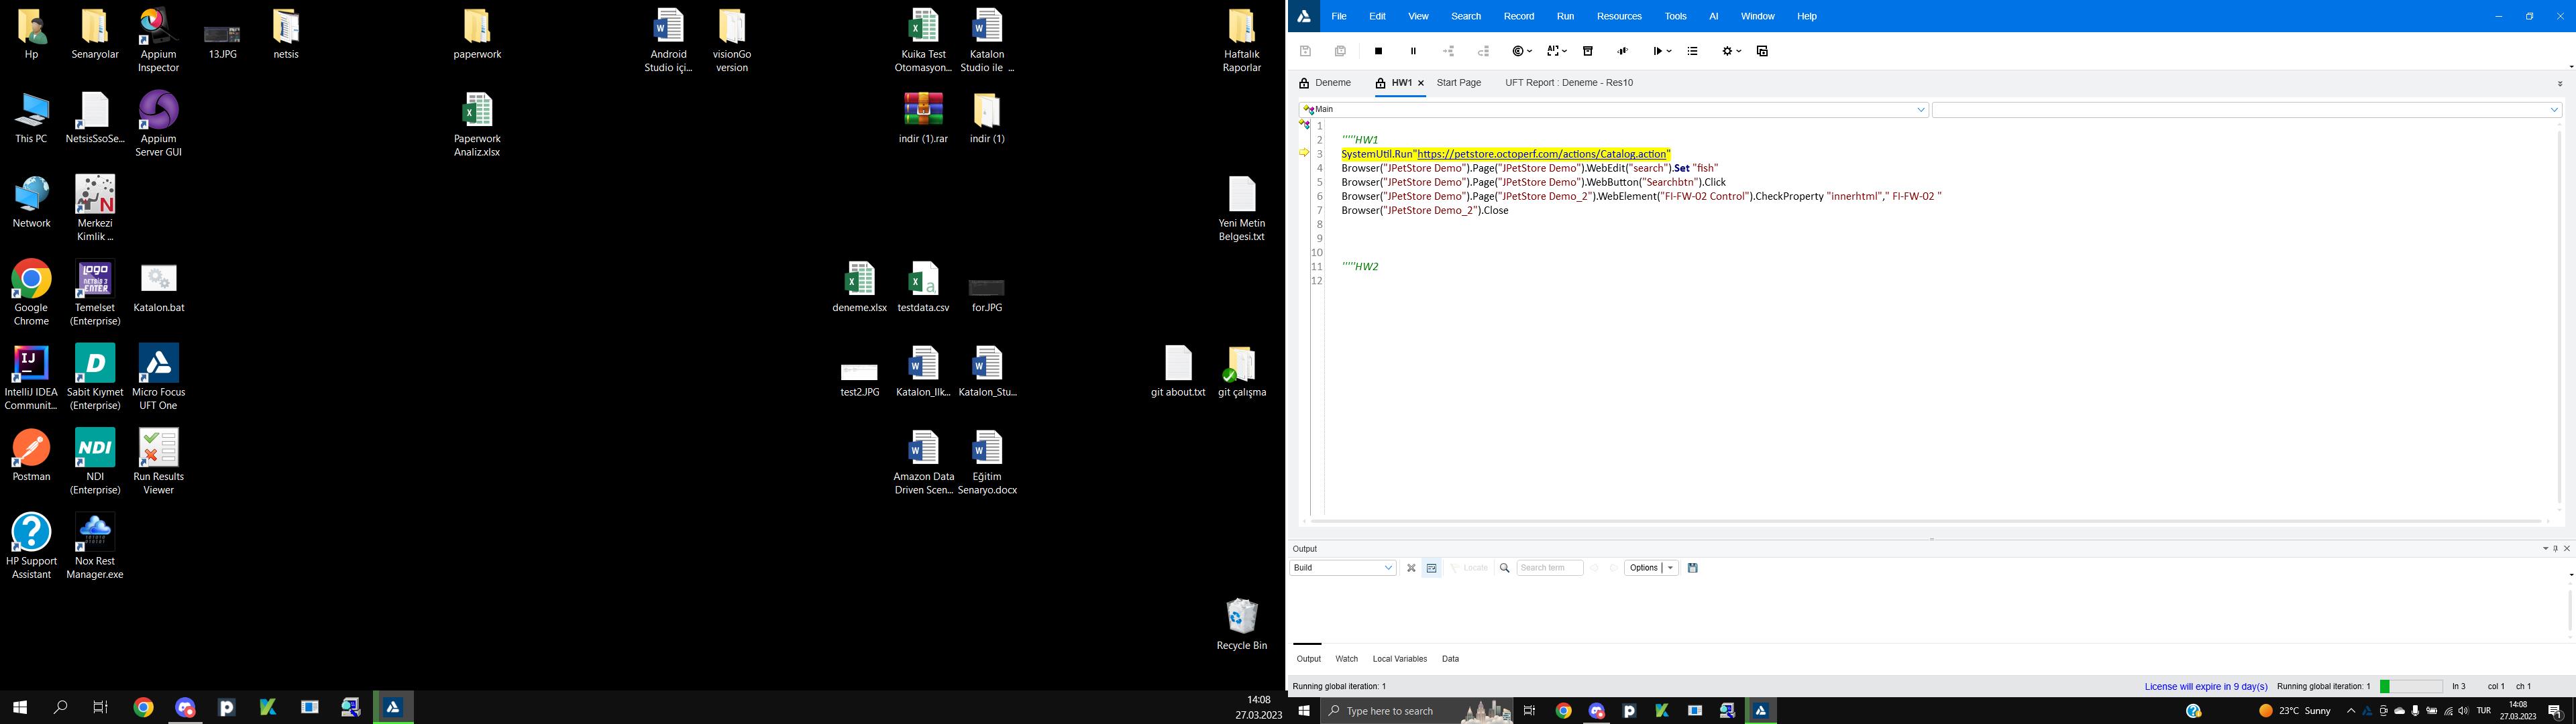 Hp
Senaryolar
Appium
Inspector
13.JPG
netsis
paperwork
Android
Studio içi...
visionGo
version
Kuika Test
Otomasyon...
Katalon
Studio ile ...
Haftalık
Raporlar
This PC
NetsisSsoSe...
Appium
Server GUI
Paperwork
Analiz.xlsx
indir (1).rar
indir (1)
Network
Merkezi
Kimlik ...
Yeni Metin
Belgesi.txt
Google
Chrome
Temelset
(Enterprise)
Katalon.bat
deneme.xlsx
testdata.csv
for.JPG
IntelliJ IDEA
Communit...
Sabit Kıymet
(Enterprise)
Micro Focus
UFT One
test2.JPG
Katalon_Ilk...
Katalon_Stu...
git about.txt
git çalışma
Postman
NDI
(Enterprise)
Run Results
Viewer
Amazon Data
Driven Scen...
Eğitim
Senaryo.docx
HP Support
Assistant
Nox Rest
Manager.exe
Recycle Bin
14:08
27.03.2023
File Edit View Search Record Run Resources Tools AI Window Help
Deneme HW1 Start Page UFT Report : Deneme - Res10
Main
1
2 '''''HW1
3 SystemUtil.Run"https://petstore.octoperf.com/actions/Catalog.action"
4 Browser("JPetStore Demo").Page("JPetStore Demo").WebEdit("search").Set "fish"
5 Browser("JPetStore Demo").Page("JPetStore Demo").WebButton("Searchbtn").Click
6 Browser("JPetStore Demo").Page("JPetStore Demo_2").WebElement("FI-FW-02 Control").CheckProperty "innerhtml"," FI-FW-02 "
7 Browser("JPetStore Demo_2").Close
8
9
10
11 '''''HW2
12
Output
Build Locate Search term Options
Output Watch Local Variables Data
Running global iteration: 1 License will expire in 9 day(s) Running global iteration: 1 ln 3 col 1 ch 1
Type here to search 23°C Sunny TUR 14:08
27.03.2023